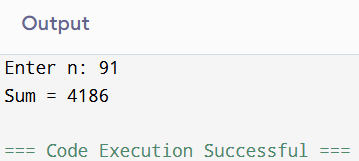 Output
Enter n: 91
Sum = 4186
=== Code Execution Successful ===